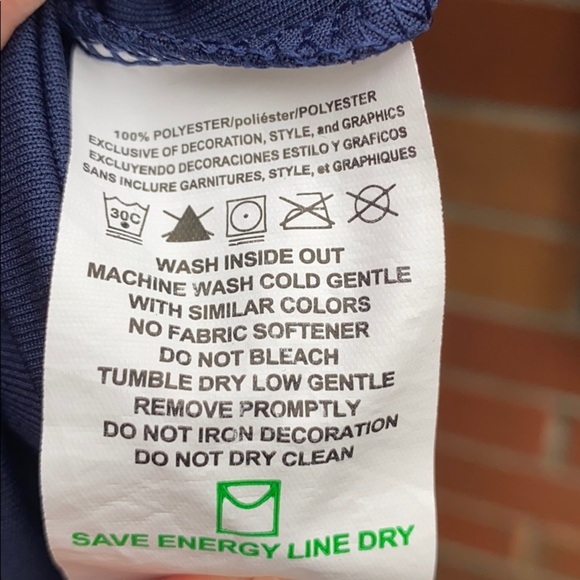 100% POLYESTER/poliéster/POLYESTER
EXCLUSIVE OF DECORATION, STYLE, and GRAPHICS
EXCLUYENDO DECORACIONES ESTILO Y GRAFICOS
SANS INCLURE GARNITURES, STYLE, et GRAPHIQUES
30C
WASH INSIDE OUT
MACHINE WASH COLD GENTLE
WITH SIMILAR COLORS
NO FABRIC SOFTENER
DO NOT BLEACH
TUMBLE DRY LOW GENTLE
REMOVE PROMPTLY
DO NOT IRON DECORATION
DO NOT DRY CLEAN
SAVE ENERGY LINE DRY